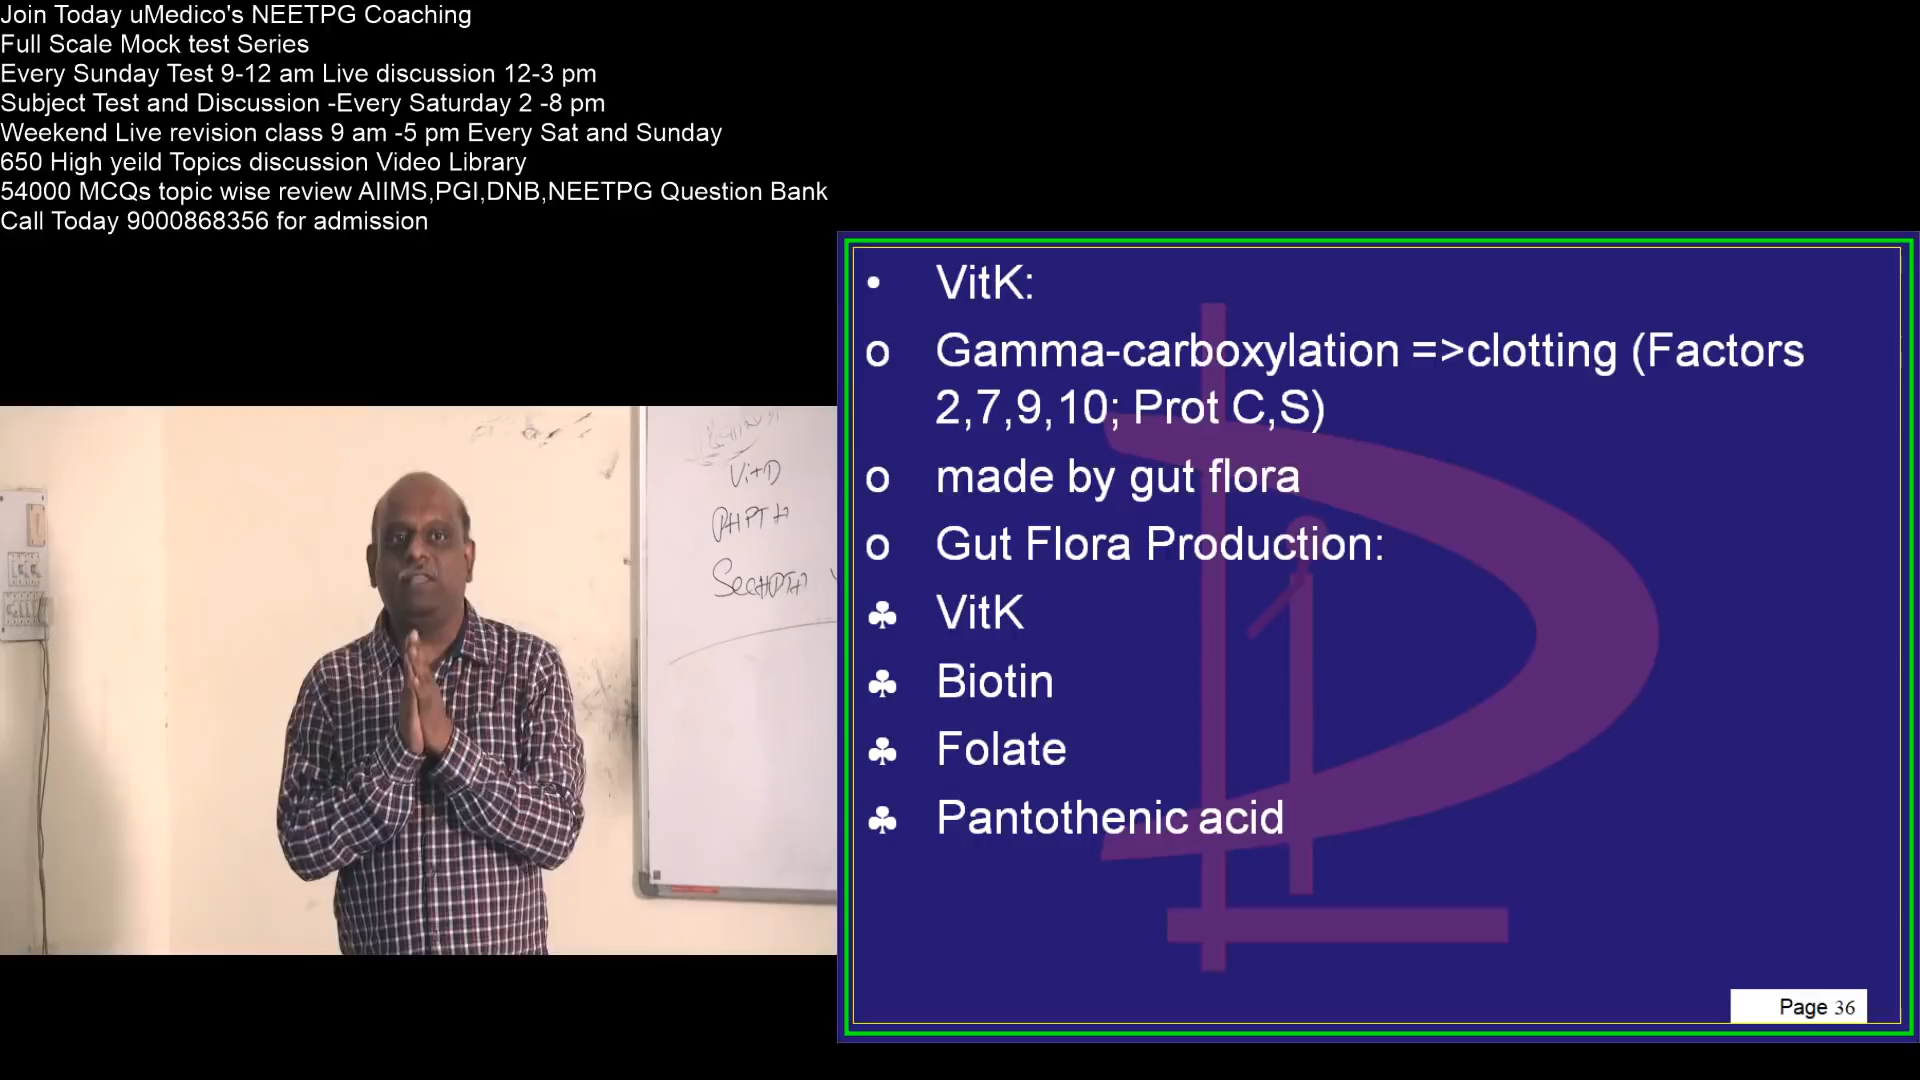 Join Today uMedico's NEETPG Coaching
Full Scale Mock test Series
Every Sunday Test 9-12 am Live discussion 12-3 pm
Subject Test and Discussion -Every Saturday 2 -8 pm
Weekend Live revision class 9 am -5 pm Every Sat and Sunday
650 High yeild Topics discussion Video Library
54000 MCQs topic wise review AIIMS,PGI,DNB,NEETPG Question Bank
Call Today 9000868356 for admission
• VitK:
o Gamma-carboxylation =>clotting (Factors
2,7,9,10; Prot C,S)
o made by gut flora
o Gut Flora Production:
♣ VitK
♣ Biotin
♣ Folate
♣ Pantothenic acid
Page 36
VitD
PHPTH